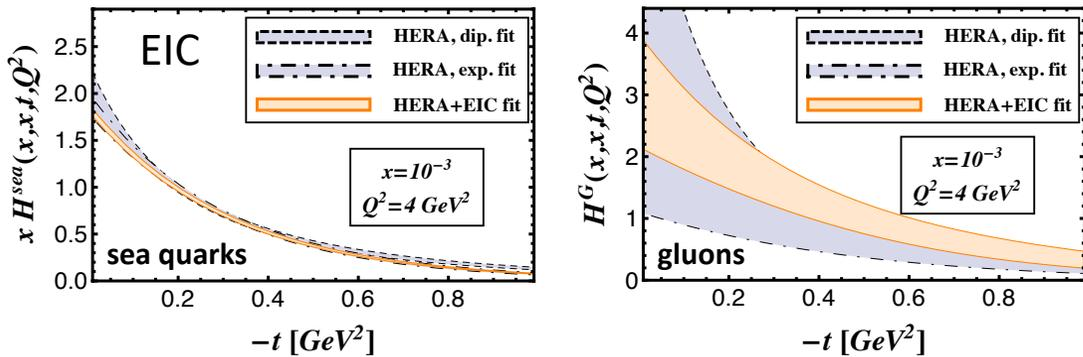 EIC
HERA, dip. fit
HERA, exp. fit
HERA+EIC fit
x=10⁻³
Q²=4 GeV²
sea quarks
x H^sea(x,x,t,Q²)
2.5
2.0
1.5
1.0
0.5
0.0
0.2
0.4
0.6
0.8
−t [GeV²]
HERA, dip. fit
HERA, exp. fit
HERA+EIC fit
x=10⁻³
Q²=4 GeV²
gluons
H^G(x,x,t,Q²)
4
3
2
1
0
0.2
0.4
0.6
0.8
−t [GeV²]